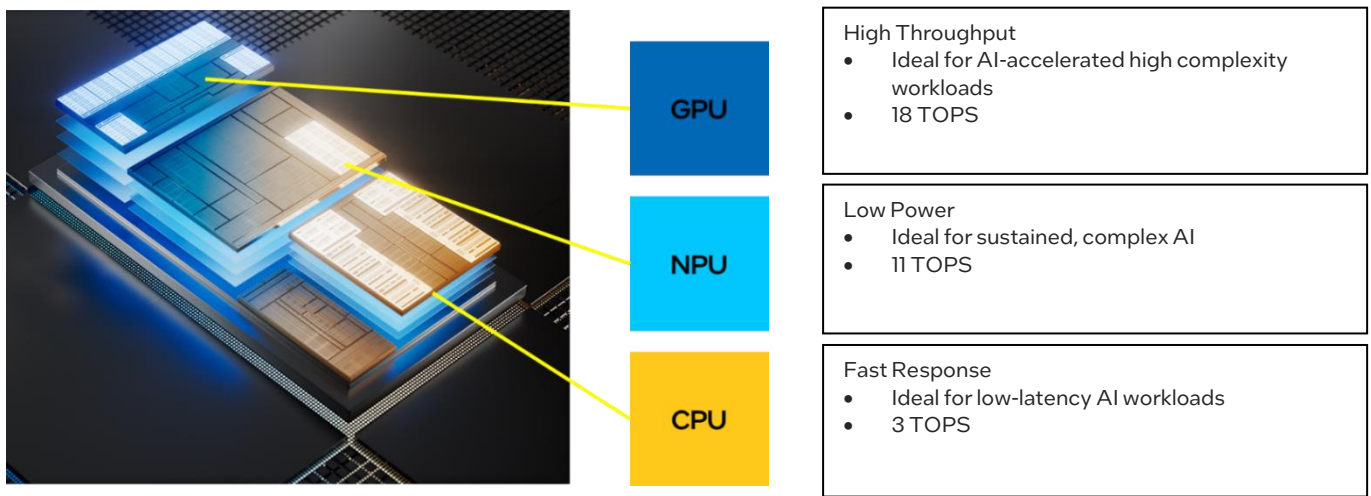 GPU
High Throughput
• Ideal for AI-accelerated high complexity
workloads
• 18 TOPS
NPU
Low Power
• Ideal for sustained, complex AI
• 11 TOPS
CPU
Fast Response
• Ideal for low-latency AI workloads
• 3 TOPS